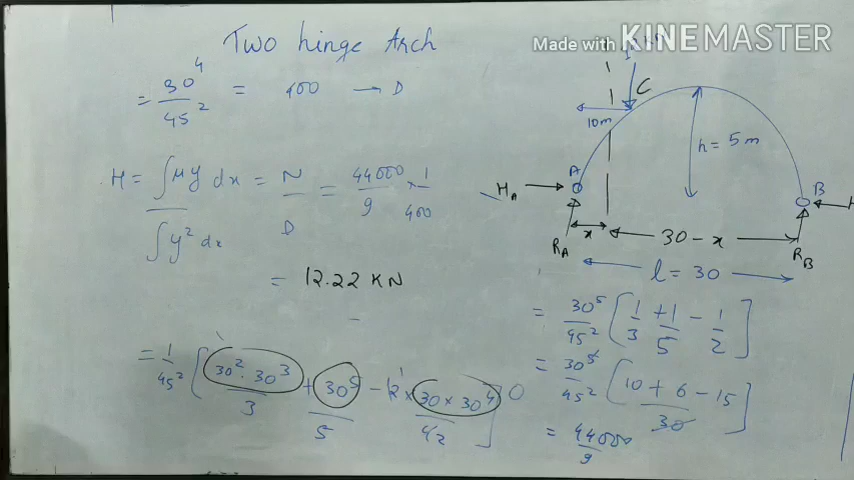 Two hinge Arch
Made with KINEMASTER
= 30⁴/45² = 400 → D
H = ∫My dx / ∫y² dx = N/D = 44000/9 × 1/400
= 12.22 KN
= 1/45² [30²·30³/3 + 30⁵/5 - 2 × 30 × 30⁴/4/2]
C
10m
h = 5m
A
B
H_A
H
R_A
x
30-x
R_B
l = 30
= 30⁵/45² [1/3 + 1/5 - 1/2]
= 30⁵/45² [10 + 6 - 15/30]
= 44000/9